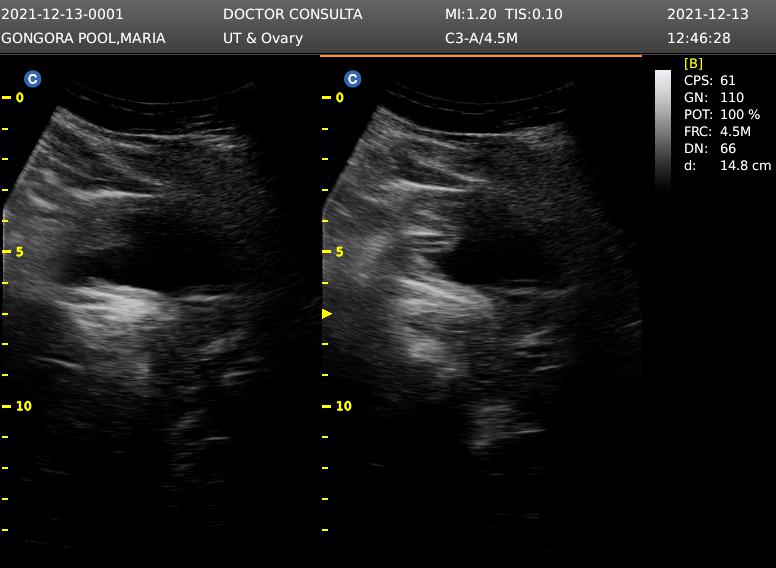 2021-12-13-0001 DOCTOR CONSULTA MI:1.20 TIS:0.10 2021-12-13
GONGORA POOL,MARIA UT & Ovary C3-A/4.5M 12:46:28
[B]
C C
CPS: 61
0 0
GN: 110
POT: 100 %
FRC: 4.5M
DN: 66
d: 14.8 cm
5 5
10 10